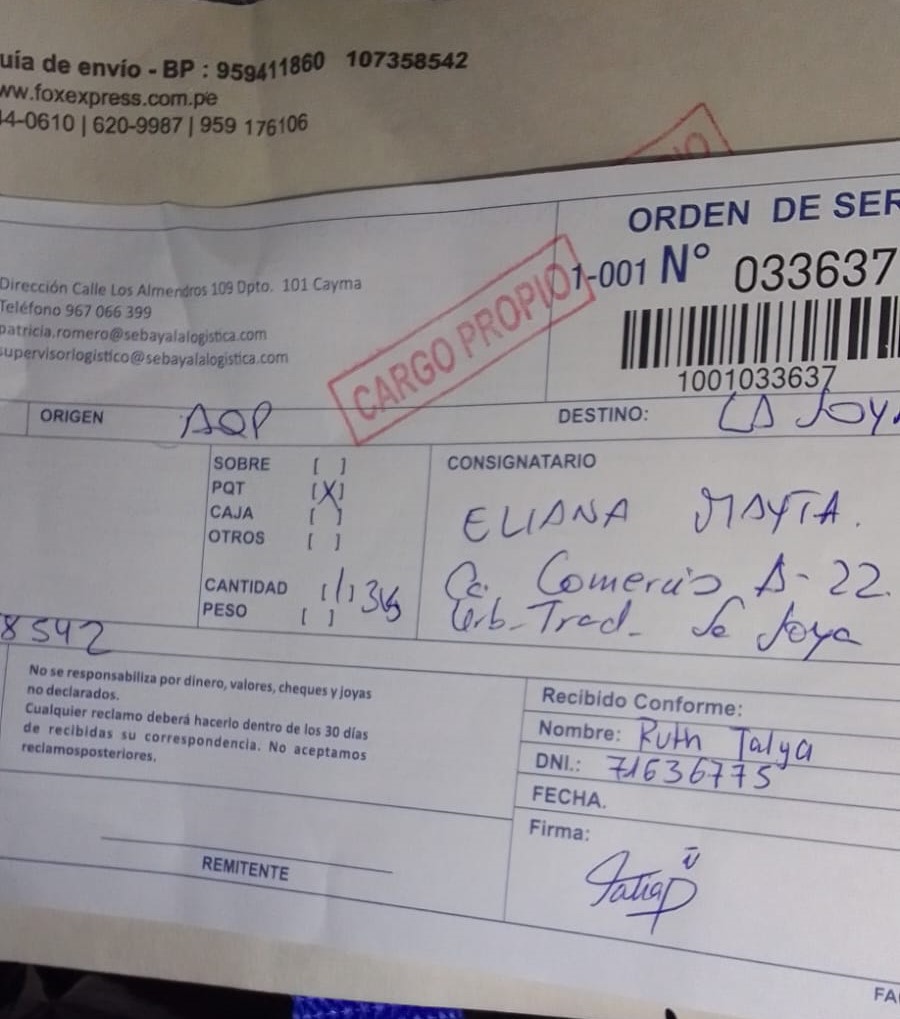 uía de envío - BP : 959411860 107358542
ww.foxexpress.com.pe
44-0610 | 620-9987 | 959 176106
ORDEN DE SER
1-001 N° 033637
Dirección Calle Los Almendros 109 Dpto. 101 Cayma
Teléfono 967 066 399
patricia.romero@sebayalalogistica.com
supervisorlogistico@sebayalalogistica.com
CARGO PROPIO
1001033637
ORIGEN AQP
DESTINO: LA JOYA
SOBRE [ ]
PQT [X]
CAJA [ ]
OTROS [ ]
CANTIDAD [1]
PESO [ ]
CONSIGNATARIO
ELIANA MAYTA.
Ca. Comercio A-22.
Urb. Trad. La Joya
8542
No se responsabiliza por dinero, valores, cheques y joyas
no declarados.
Cualquier reclamo deberá hacerlo dentro de los 30 días
de recibidas su correspondencia. No aceptamos
reclamosposteriores.
REMITENTE
Recibido Conforme:
Nombre: Ruth Talya
DNI.: 71636775
FECHA.
Firma:
FA